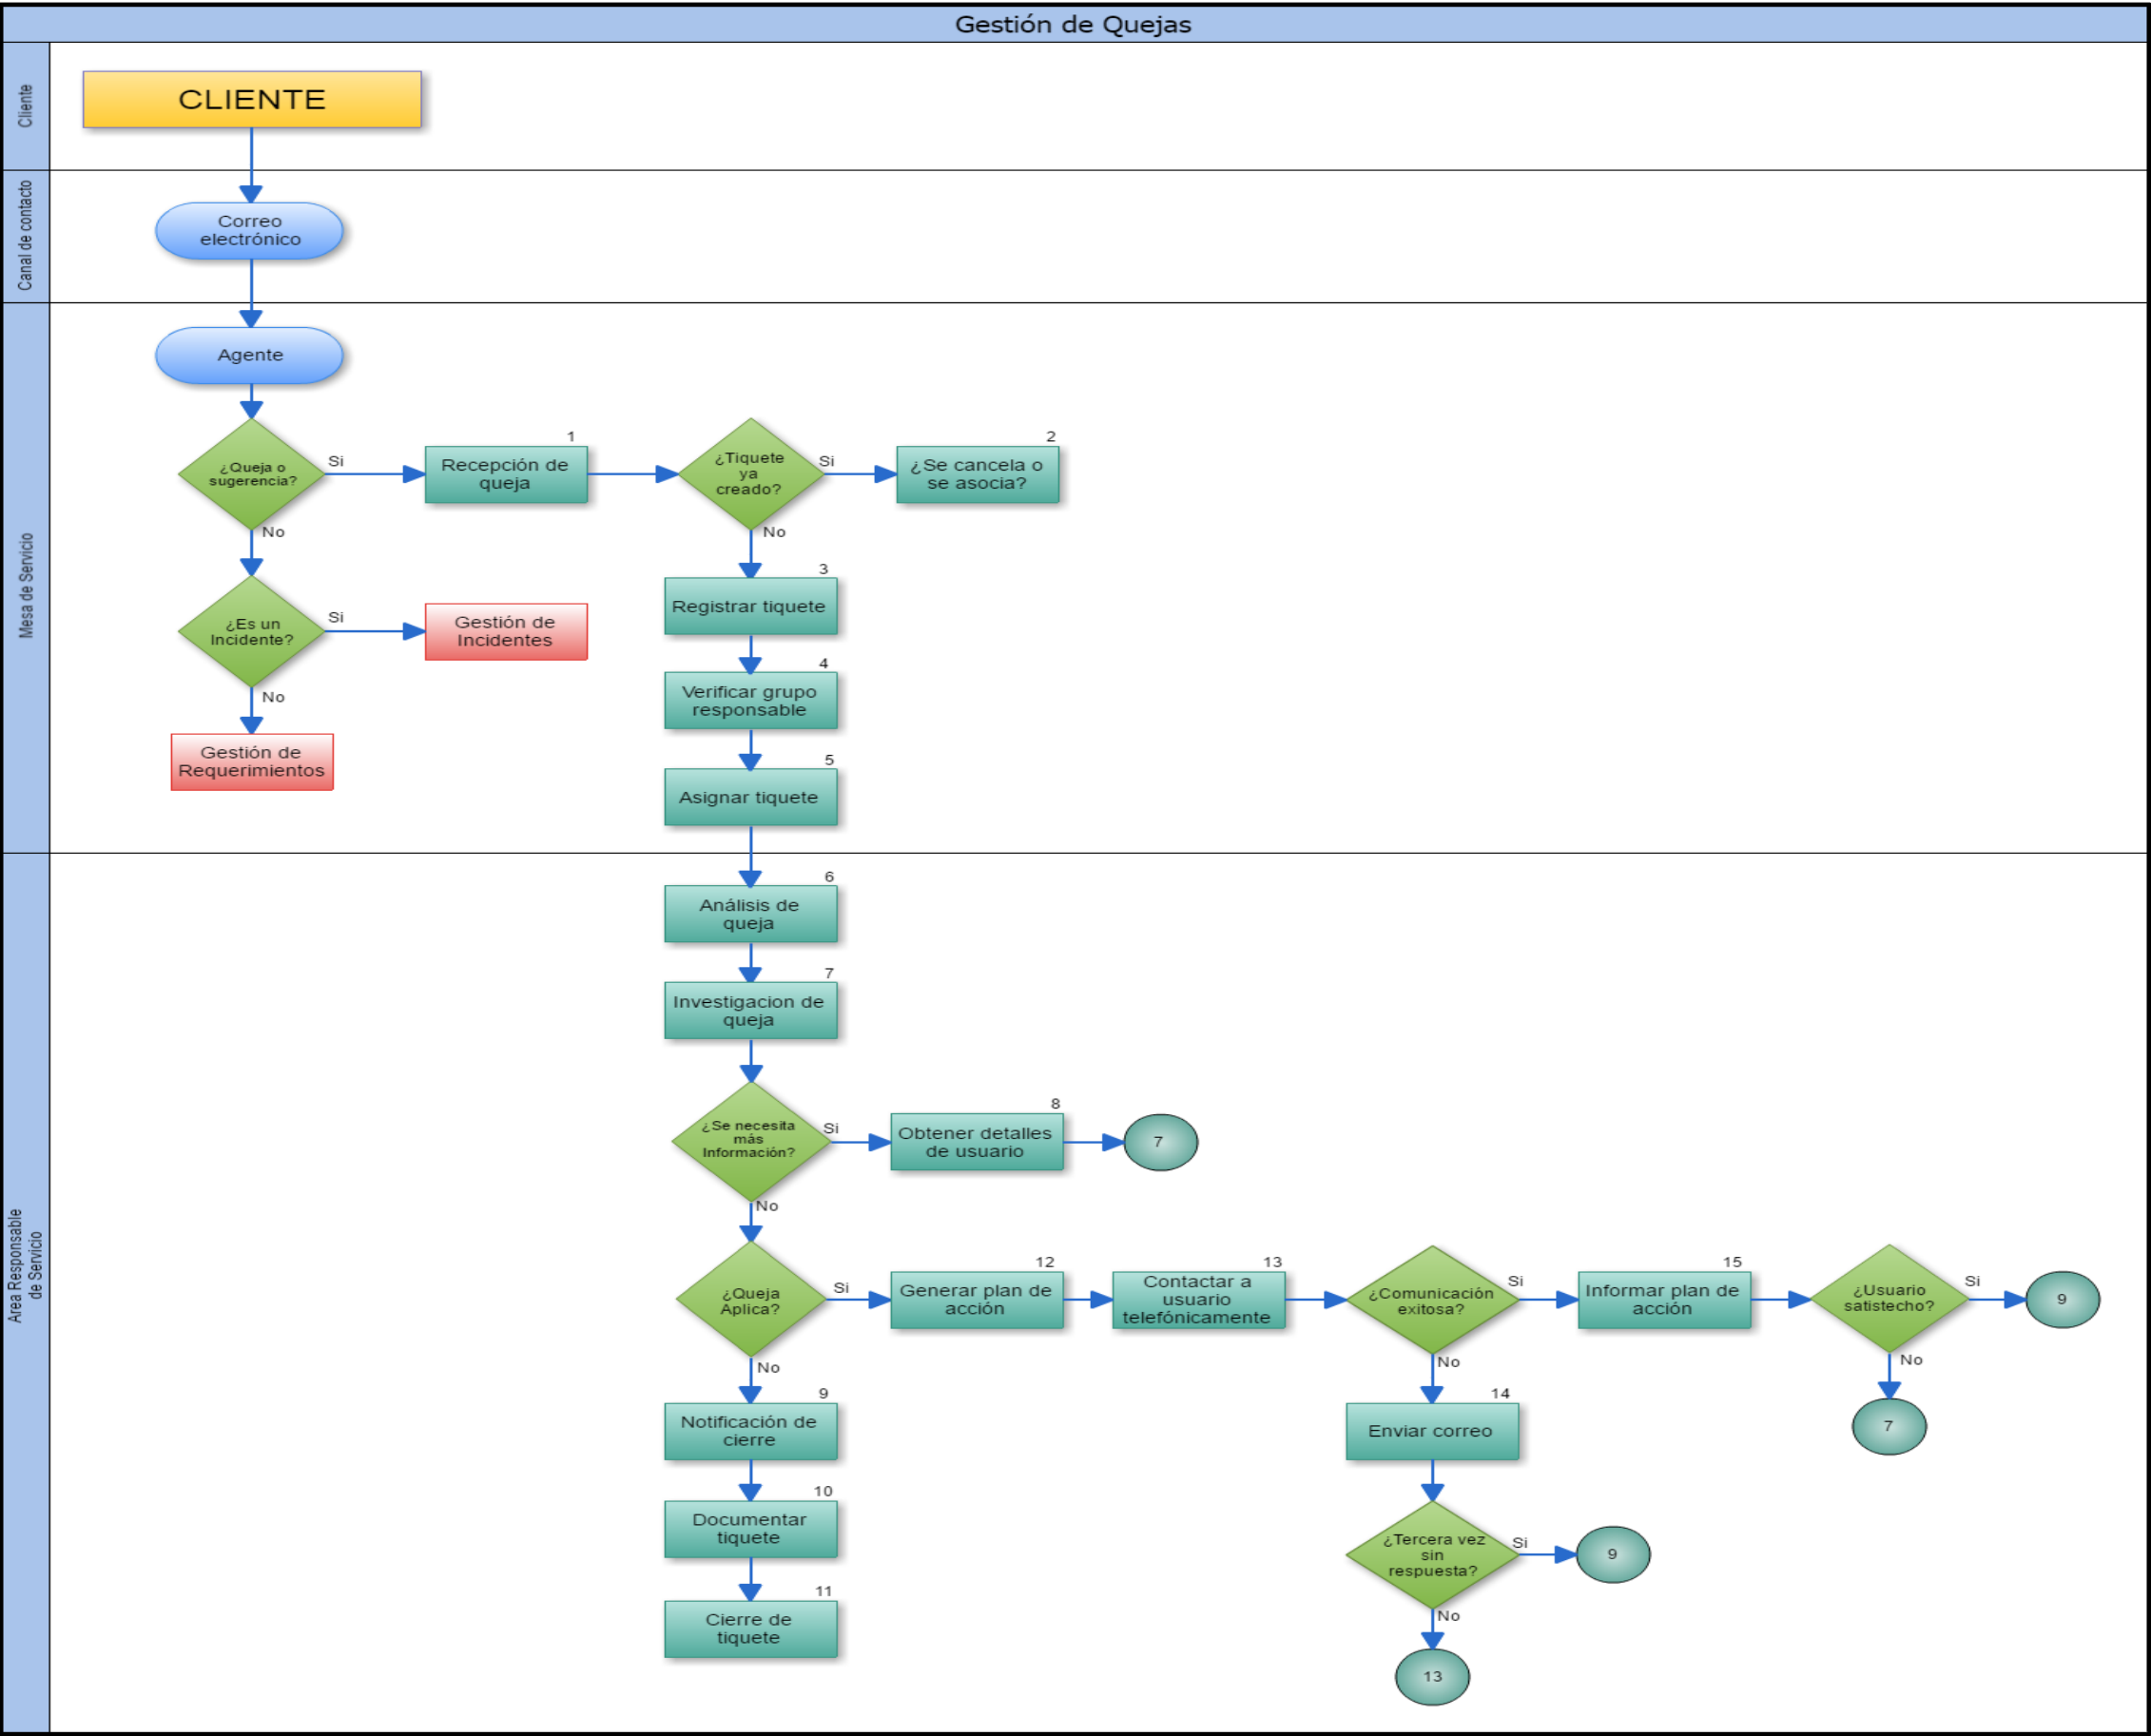 Gestión de Quejas
Cliente
CLIENTE
Canal de contacto
Correo
electrónico
Mesa de Servicio
Agente
¿Queja o
sugerencia?
Si
1
Recepción de
queja
¿Tiquete
ya
creado?
Si
2
¿Se cancela o
se asocia?
No
No
¿Es un
Incidente?
Si
Gestión de
Incidentes
No
Gestión de
Requerimientos
3
Registrar tiquete
4
Verificar grupo
responsable
5
Asignar tiquete
Area Responsable
de Servicio
6
Análisis de
queja
7
Investigacion de
queja
¿Se necesita
más
Información?
Si
8
Obtener detalles
de usuario
7
No
¿Queja
Aplica?
Si
12
Generar plan de
acción
13
Contactar a
usuario
telefónicamente
¿Comunicación
exitosa?
Si
15
Informar plan de
acción
¿Usuario
satistecho?
Si
9
No
No
No
9
Notificación de
cierre
14
Enviar correo
7
10
Documentar
tiquete
¿Tercera vez
sin
respuesta?
Si
9
11
Cierre de
tiquete
No
13